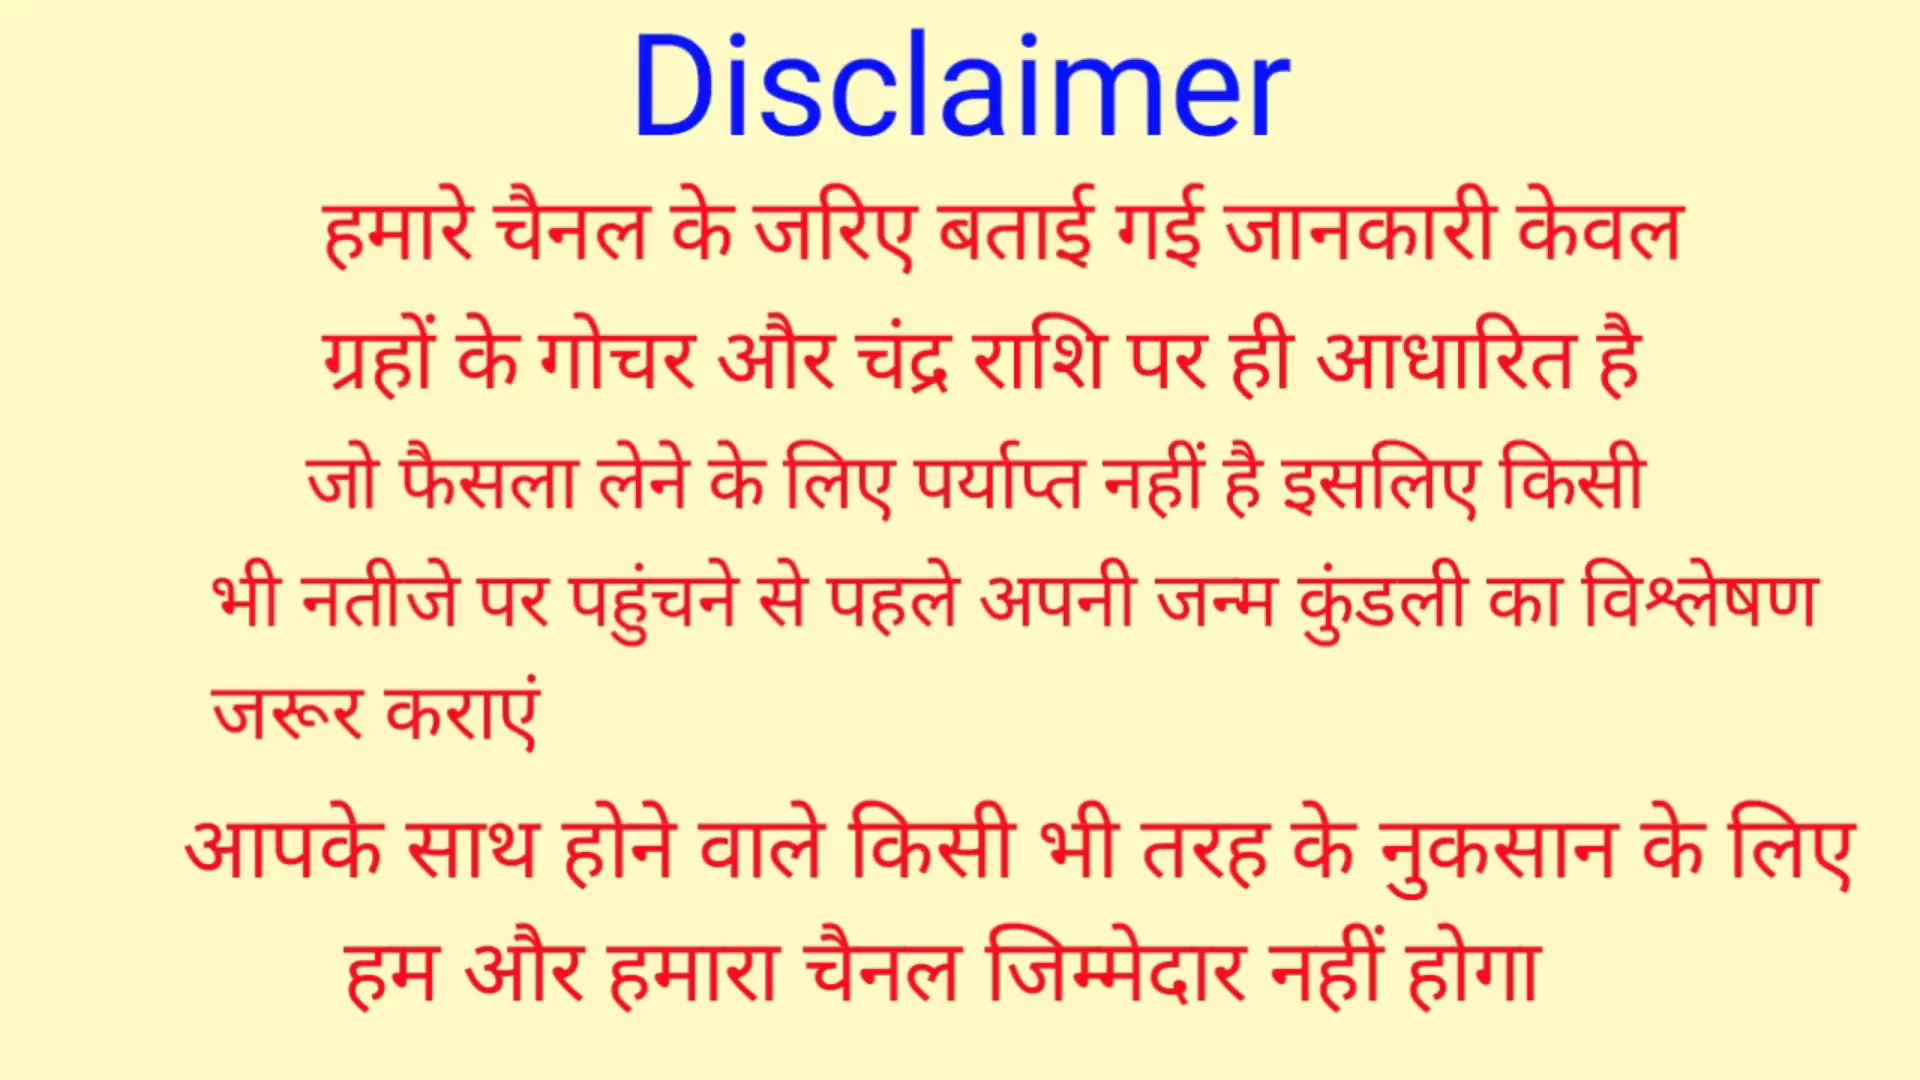 Disclaimer
हमारे चैनल के जरिए बताई गई जानकारी केवल
ग्रहों के गोचर और चंद्र राशि पर ही आधारित है
जो फैसला लेने के लिए पर्याप्त नहीं है इसलिए किसी
भी नतीजे पर पहुंचने से पहले अपनी जन्म कुंडली का विश्लेषण
जरूर कराएं
आपके साथ होने वाले किसी भी तरह के नुकसान के लिए
हम और हमारा चैनल जिम्मेदार नहीं होगा